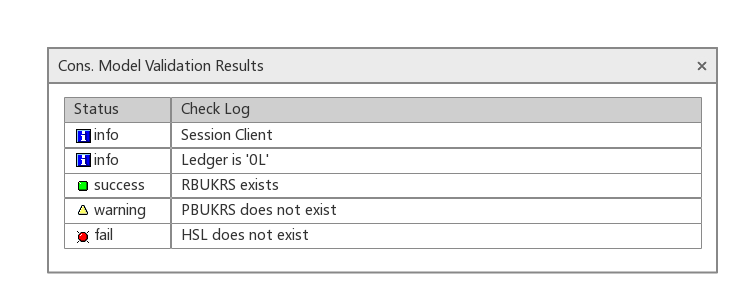 Cons. Model Validation Results ×
Status Check Log
info Session Client
info Ledger is '0L'
success RBUKRS exists
warning PBUKRS does not exist
fail HSL does not exist